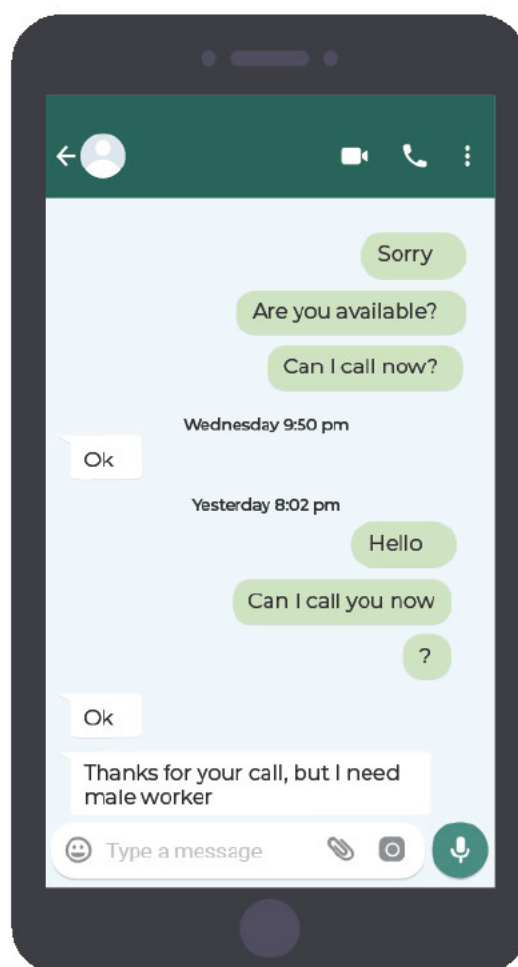 Sorry
Are you available?
Can I call now?
Wednesday 9:50 pm
Ok
Yesterday 8:02 pm
Hello
Can I call you now
?
Ok
Thanks for your call, but I need
male worker
Type a message